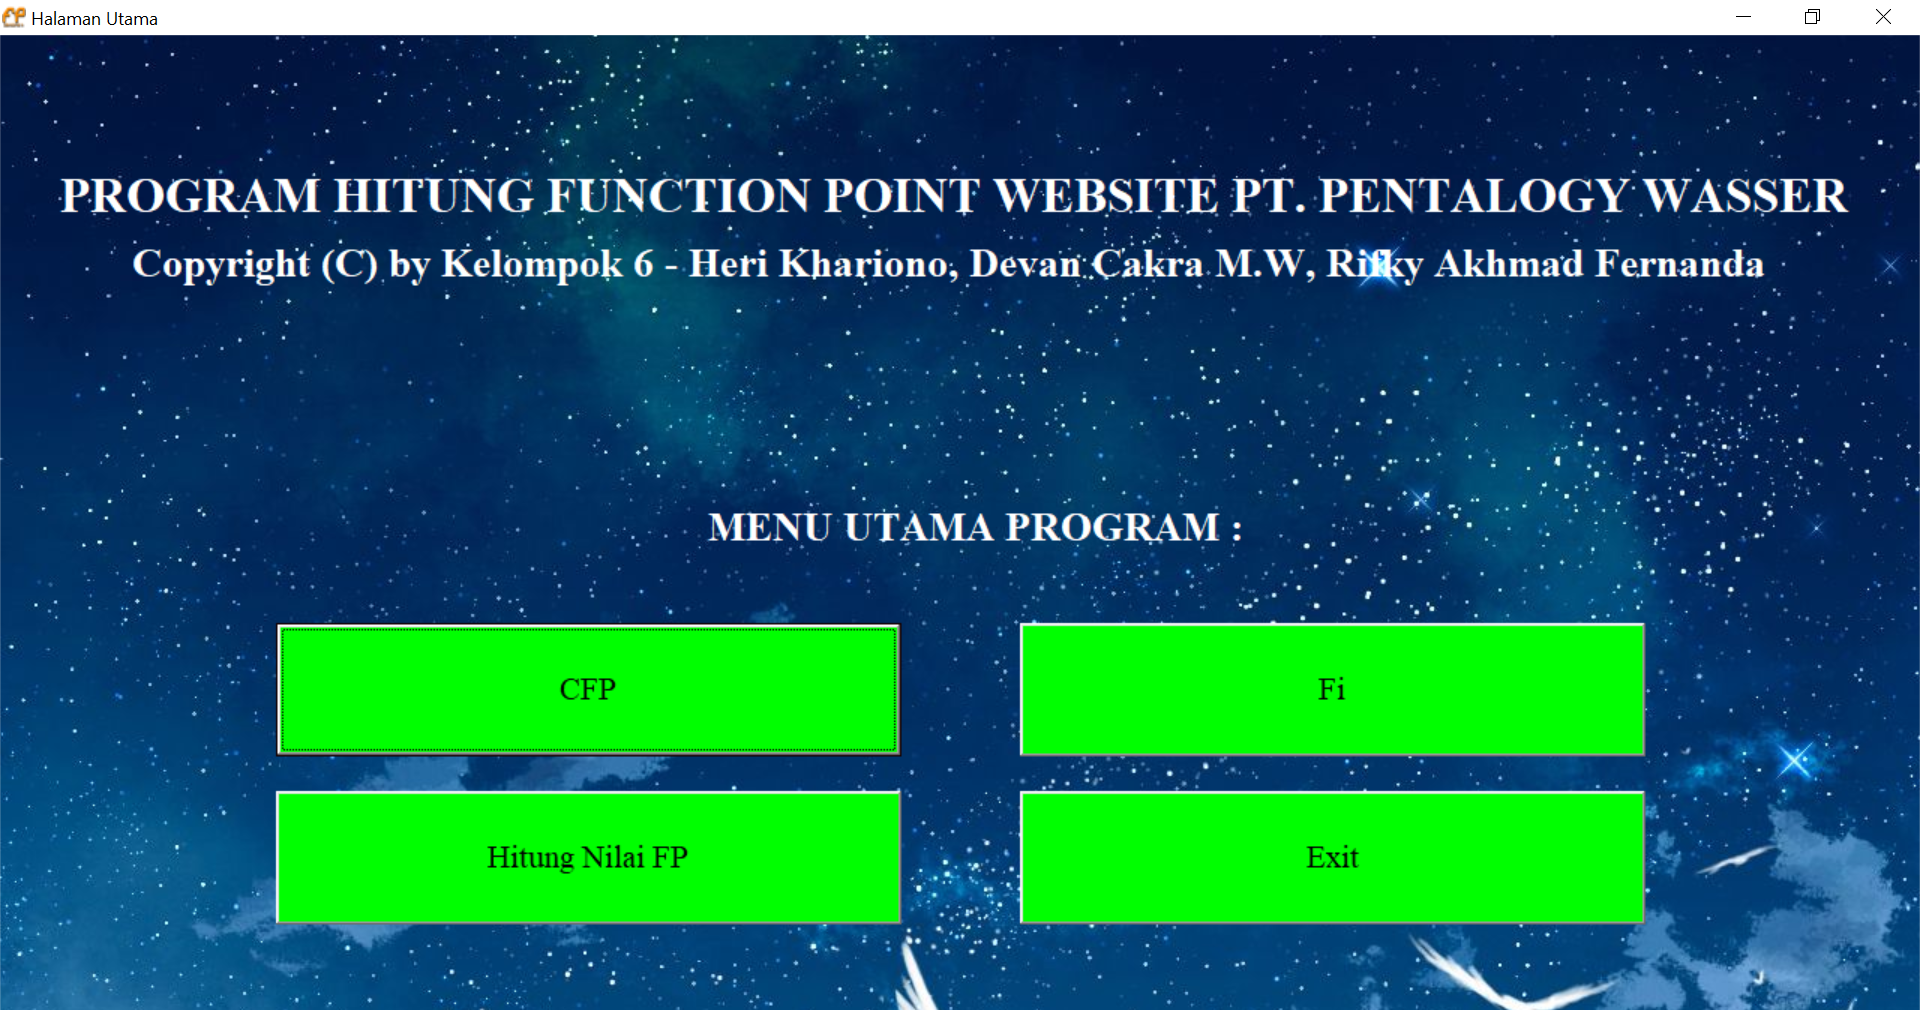 Halaman Utama
PROGRAM HITUNG FUNCTION POINT WEBSITE PT. PENTALOGY WASSER
Copyright (C) by Kelompok 6 - Heri Khariono, Devan Cakra M.W, Rifky Akhmad Fernanda
MENU UTAMA PROGRAM :
CFP
Fi
Hitung Nilai FP
Exit